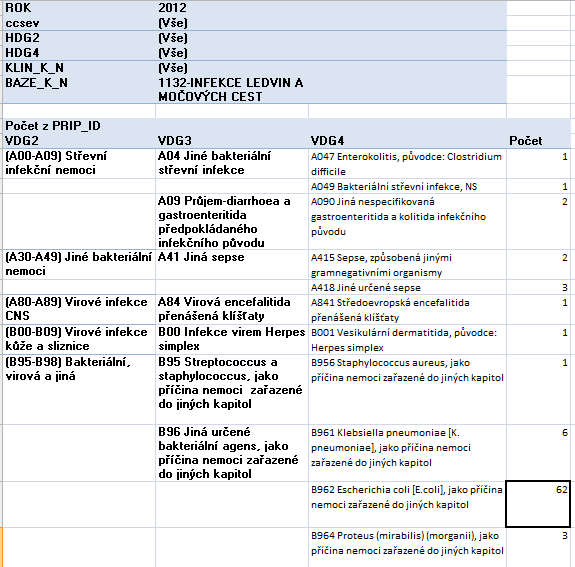 ROK 2012
ccsev (Vše)
HDG2 (Vše)
HDG4 (Vše)
KLIN_K_N (Vše)
BAZE_K_N 1132-INFEKCE LEDVIN A
MOČOVÝCH CEST
Počet z PRIP_ID
VDG2 VDG3 VDG4 Počet
(A00-A09) Střevní A04 Jiné bakteriální A047 Enterokolitis, původce: Clostridium 1
infekční nemoci střevní infekce difficile
A049 Bakteriální střevní infekce, NS 1
A09 Průjem-diarrhoea a A090 Jiná nespecifikovaná 2
gastroenteritida gastroenteritida a kolitida infekčního
předpokládaného původu
infekčního původu
(A30-A49) Jiné bakteriální A41 Jiná sepse A415 Sepse, způsobená jinými 2
nemoci gramnegativními organismy
A418 Jiné určené sepse 3
(A80-A89) Virové infekce A84 Virová encefalitida A841 Středoevropská encefalitida 1
CNS přenášená klíšťaty přenášená klíšťaty
(B00-B09) Virové infekce B00 Infekce virem Herpes B001 Vesikulární dermatitida, původce: 1
kůže a sliznice simplex Herpes simplex
(B95-B98) Bakteriální, B95 Streptococcus a B956 Staphylococcus aureus, jako 1
virová a jiná staphylococcus, jako příčina nemoci zařazené do jiných kapitol
příčina nemoci zařazené
do jiných kapitol
B96 Jiná určené B961 Klebsiella pneumoniae [K. 6
bakteriální agens, jako pneumoniae], jako příčina nemoci
příčina nemoci zařazené zařazené do jiných kapitol
do jiných kapitol
B962 Escherichia coli [E.coli], jako příčina 62
nemoci zařazené do jiných kapitol
B964 Proteus (mirabilis) (morganii), jako 3
příčina nemoci zařazené do jiných kapitol